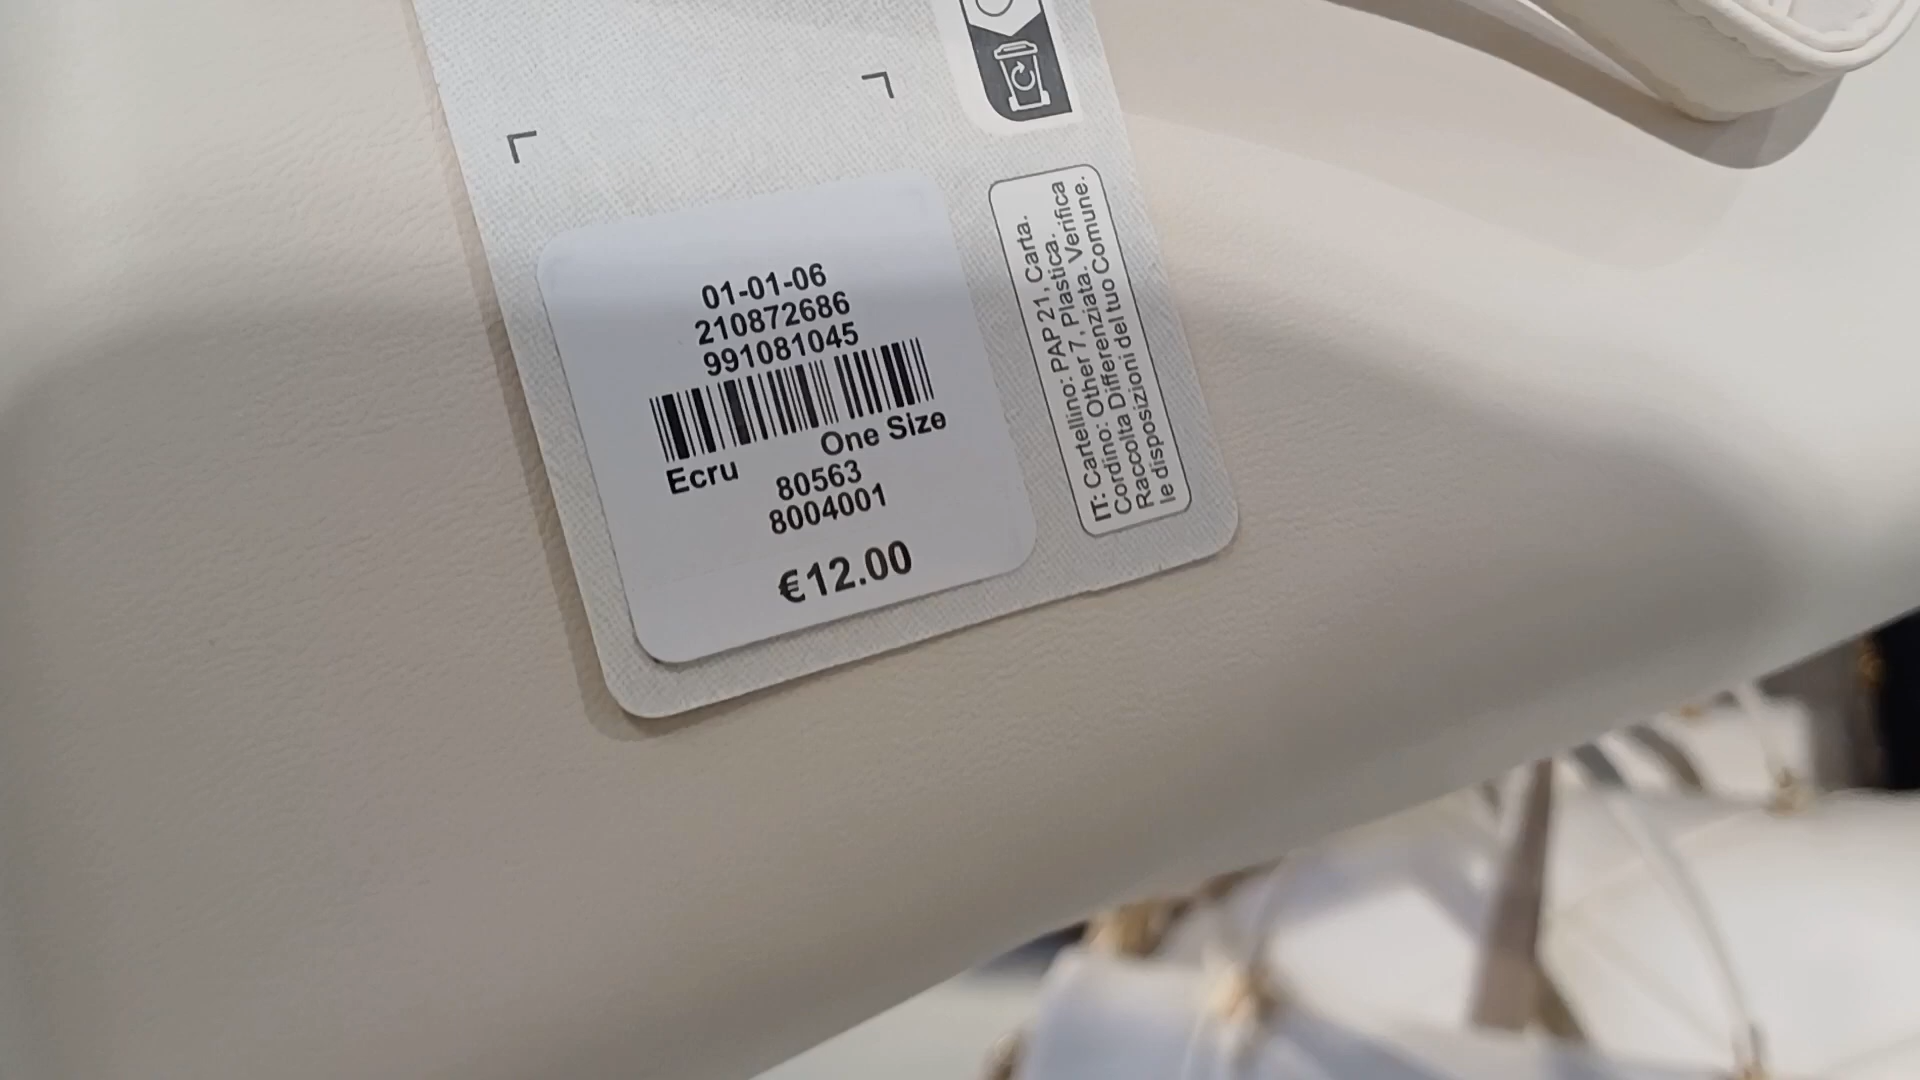 01-01-06
210872686
991081045
Ecru One Size
80563
8004001
€12.00
IT: Cartellino: PAP 21, Carta.
Cordino: Other 7, Plastica.
Raccolta Differenziata. Verifica
le disposizioni del tuo Comune.